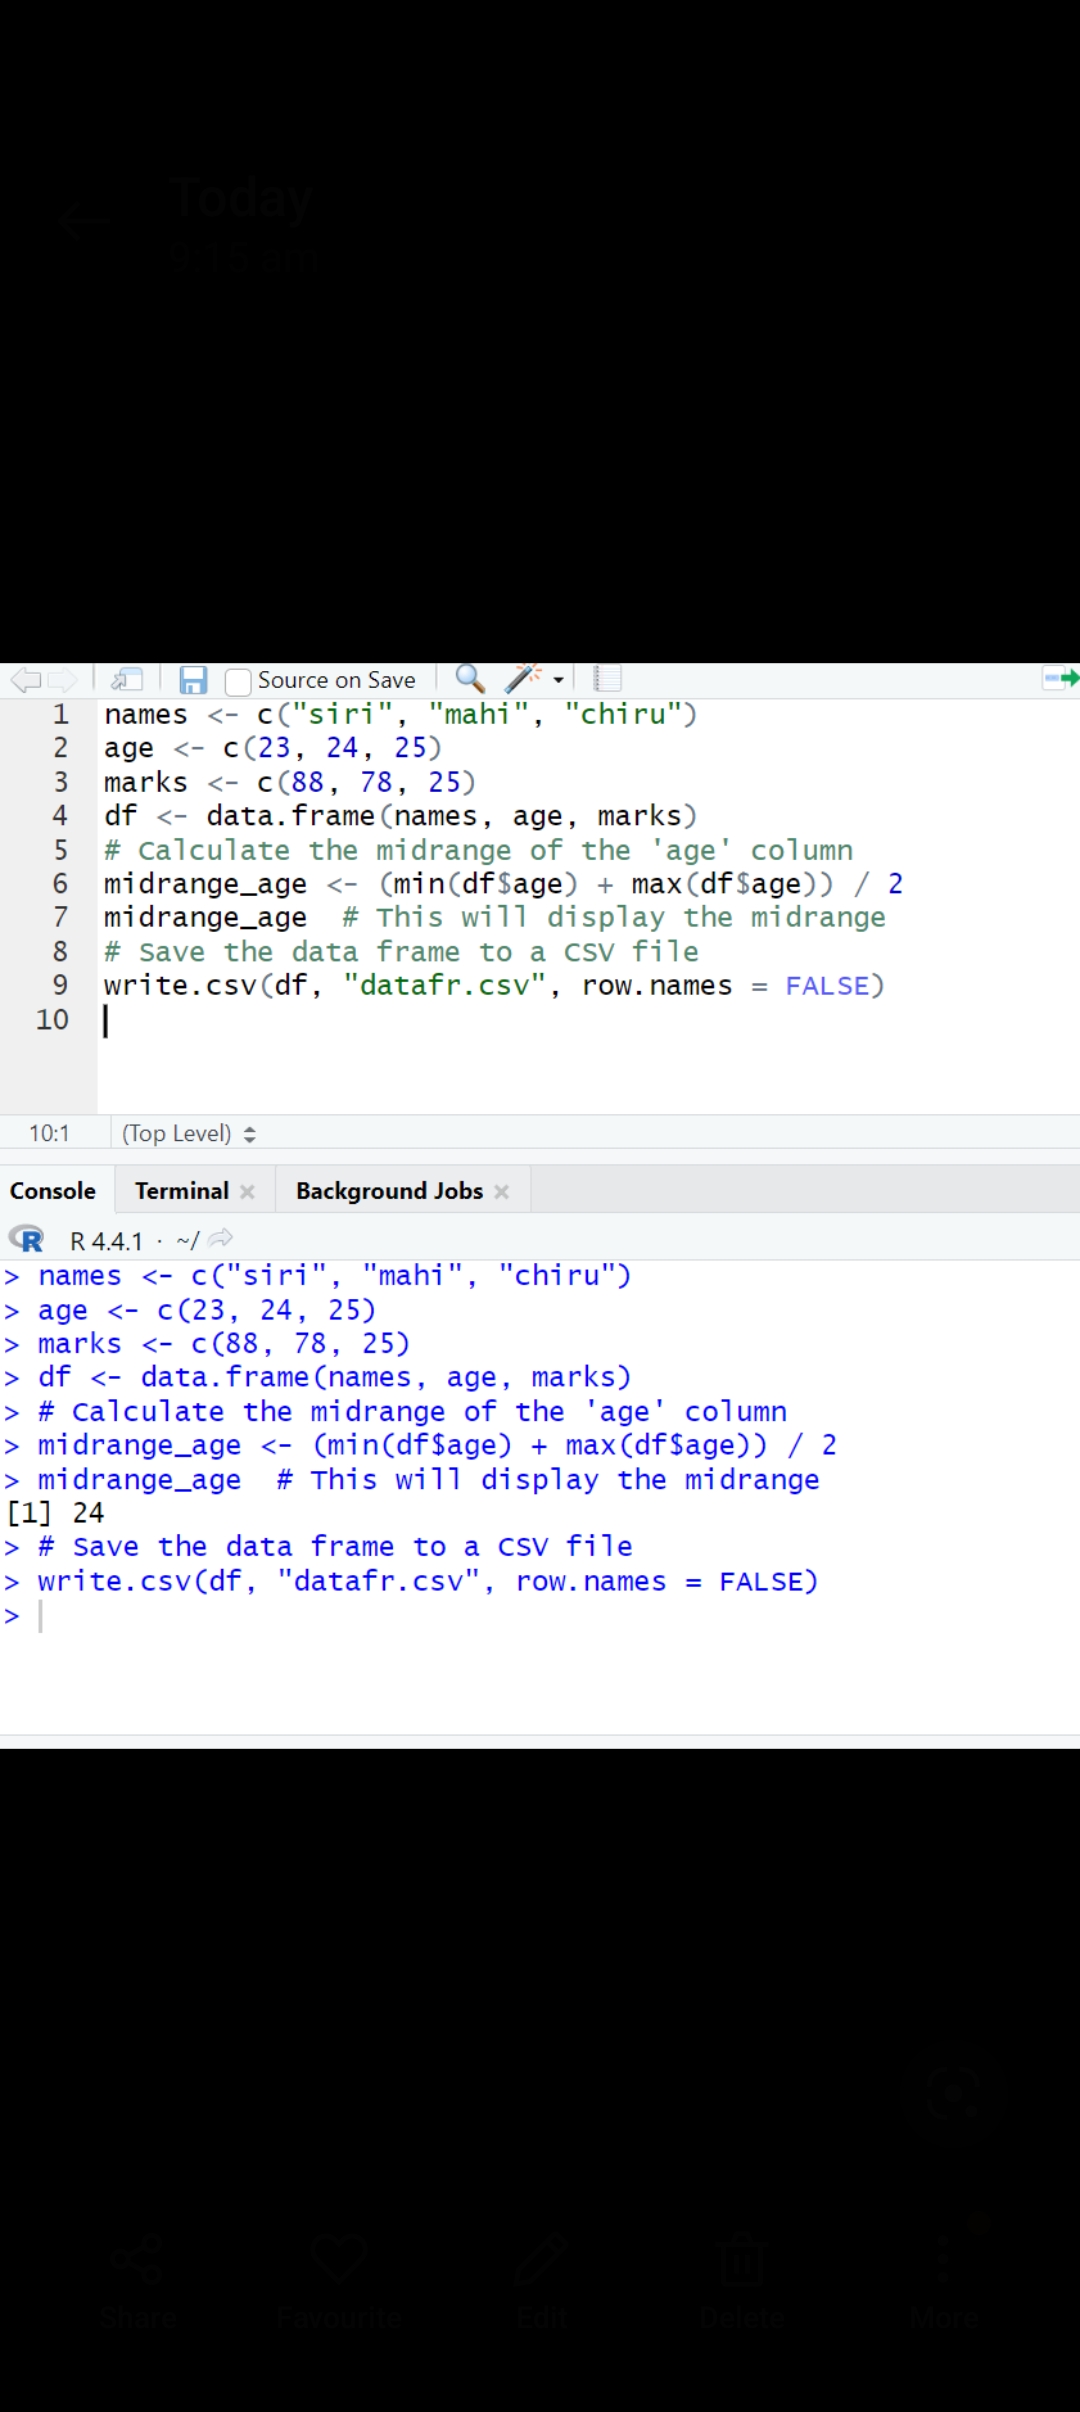 Today
9:15 am
Source on Save
1 names <- c("siri", "mahi", "chiru")
2 age <- c(23, 24, 25)
3 marks <- c(88, 78, 25)
4 df <- data.frame(names, age, marks)
5 # Calculate the midrange of the 'age' column
6 midrange_age <- (min(df$age) + max(df$age)) / 2
7 midrange_age  # This will display the midrange
8 # Save the data frame to a CSV file
9 write.csv(df, "datafr.csv", row.names = FALSE)
10
10:1 (Top Level)
Console Terminal Background Jobs
R R 4.4.1 · ~/
> names <- c("siri", "mahi", "chiru")
> age <- c(23, 24, 25)
> marks <- c(88, 78, 25)
> df <- data.frame(names, age, marks)
> # Calculate the midrange of the 'age' column
> midrange_age <- (min(df$age) + max(df$age)) / 2
> midrange_age  # This will display the midrange
[1] 24
> # Save the data frame to a CSV file
> write.csv(df, "datafr.csv", row.names = FALSE)
>
Share Favourite Edit Delete More